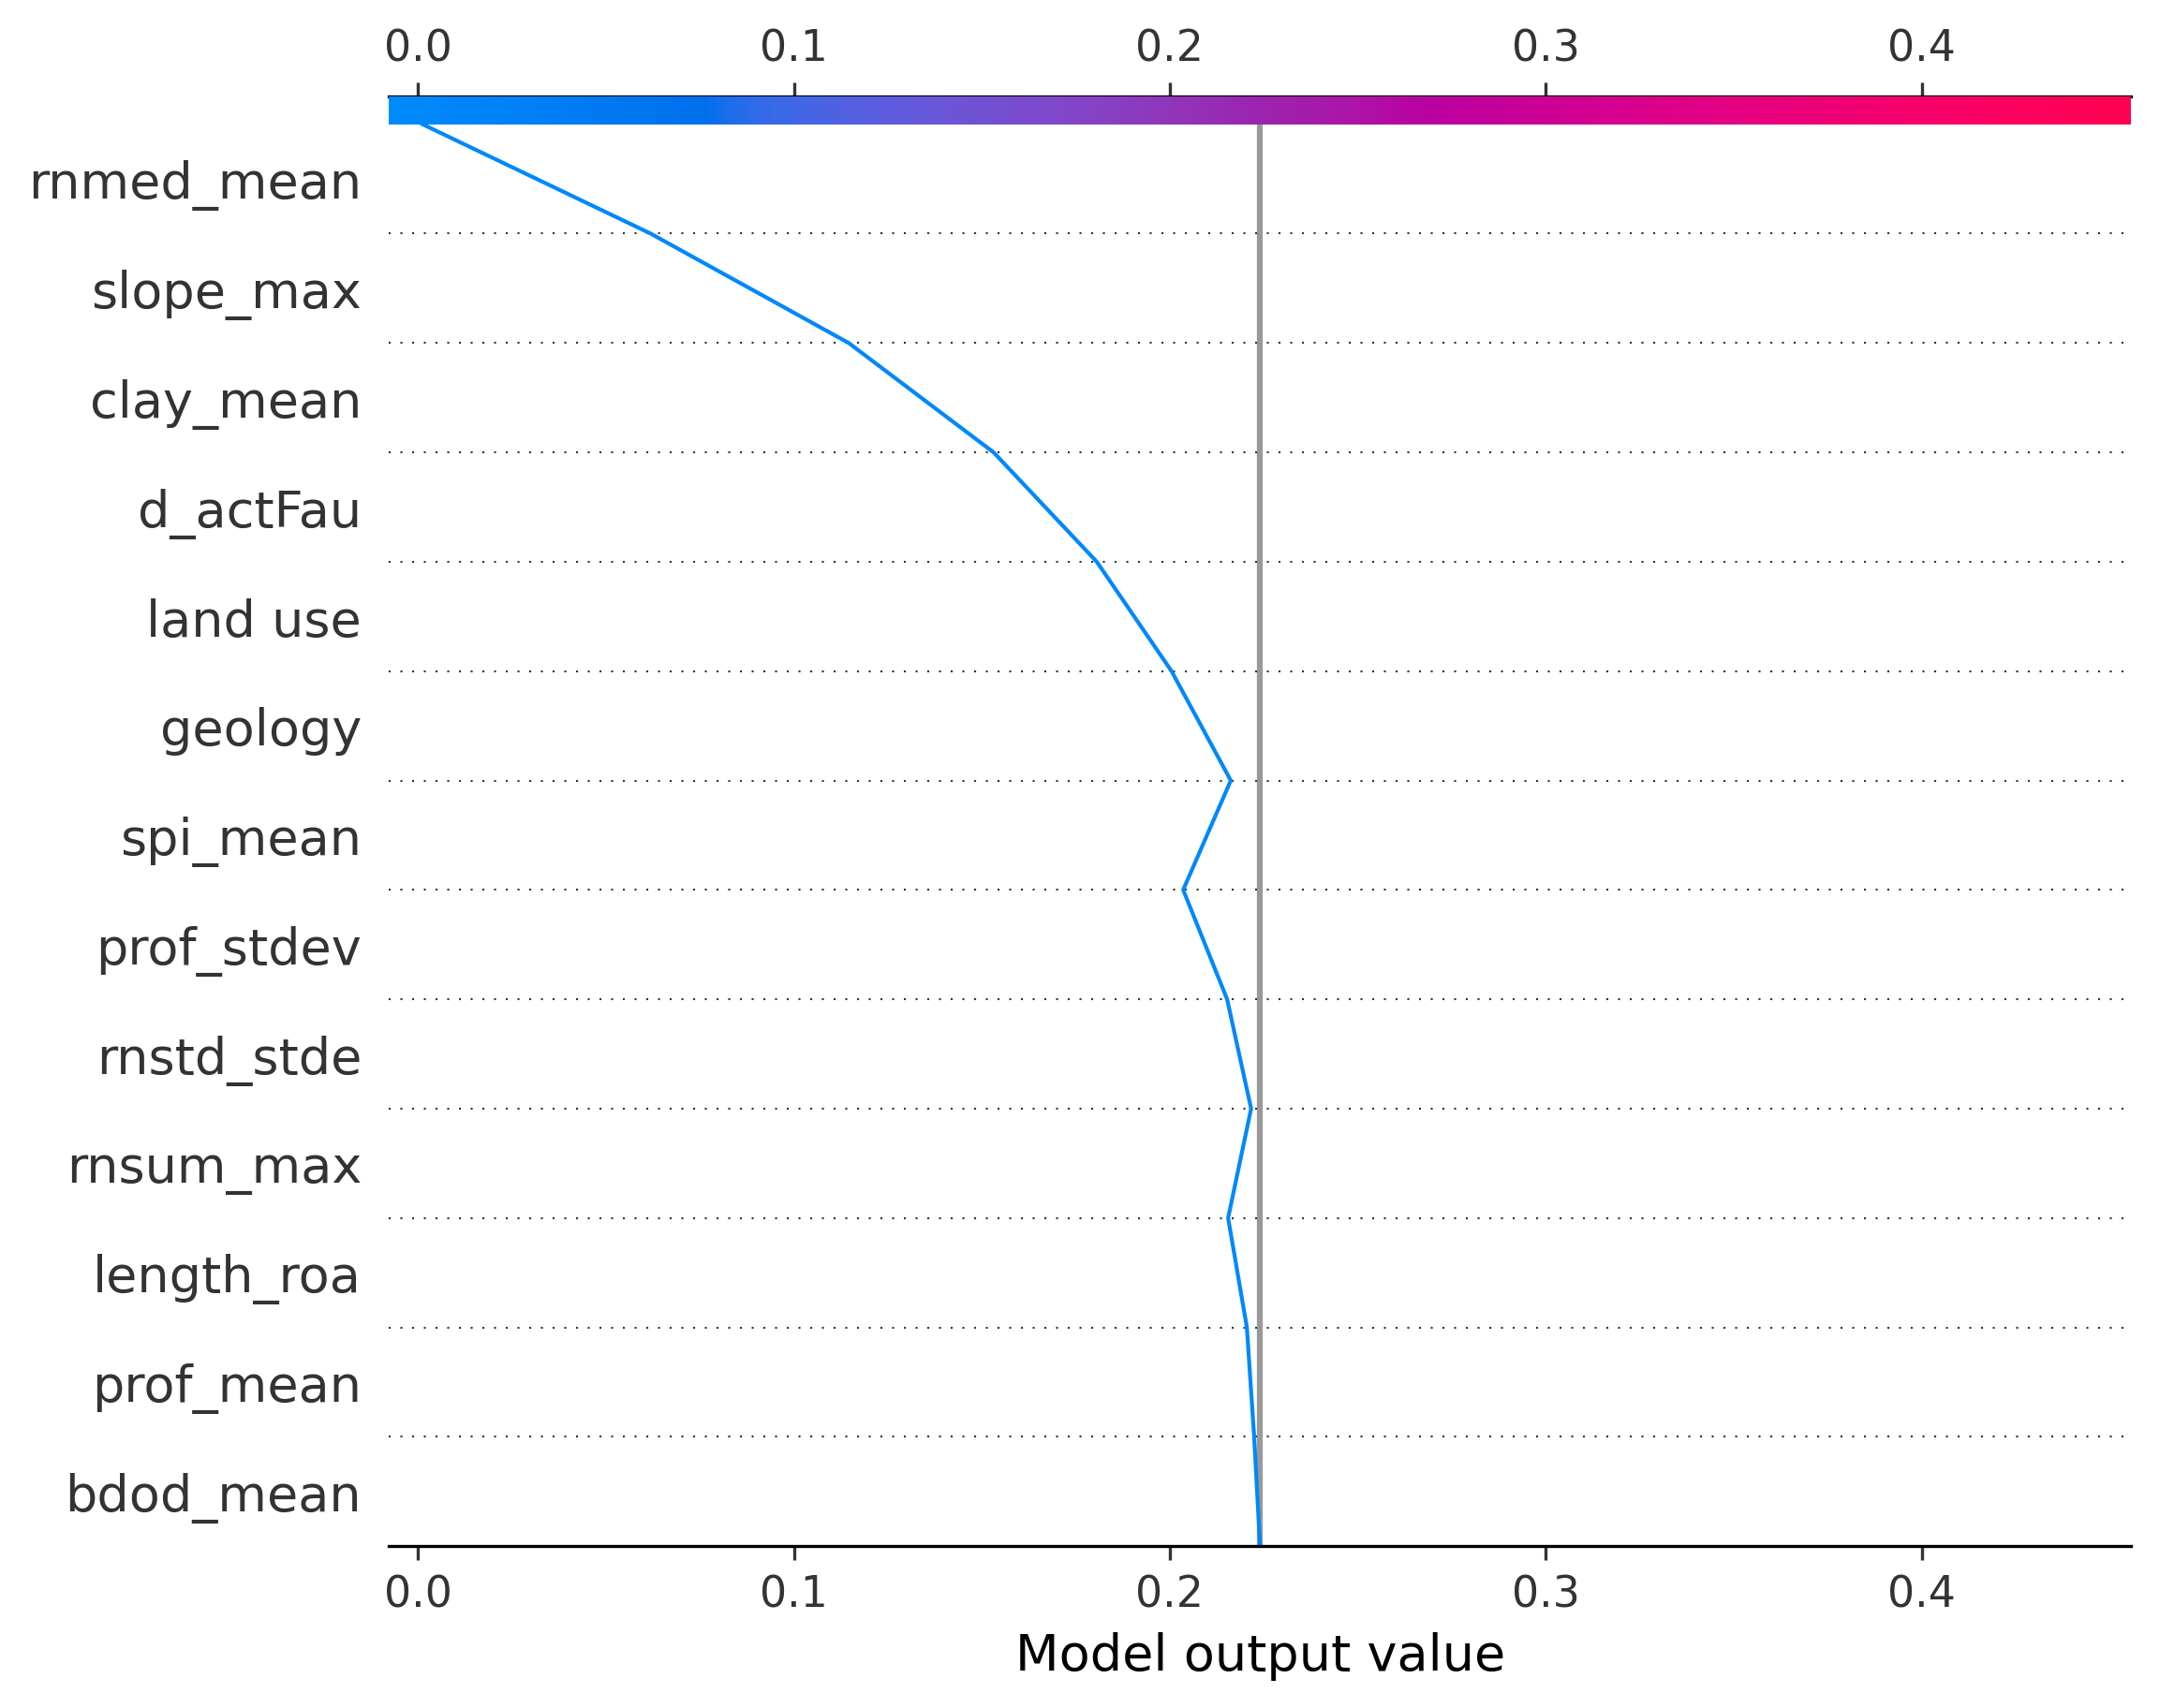 0.0 0.1 0.2 0.3 0.4
rnmed_mean
slope_max
clay_mean
d_actFau
land use
geology
spi_mean
prof_stdev
rnstd_stde
rnsum_max
length_roa
prof_mean
bdod_mean
0.0 0.1 0.2 0.3 0.4
Model output value